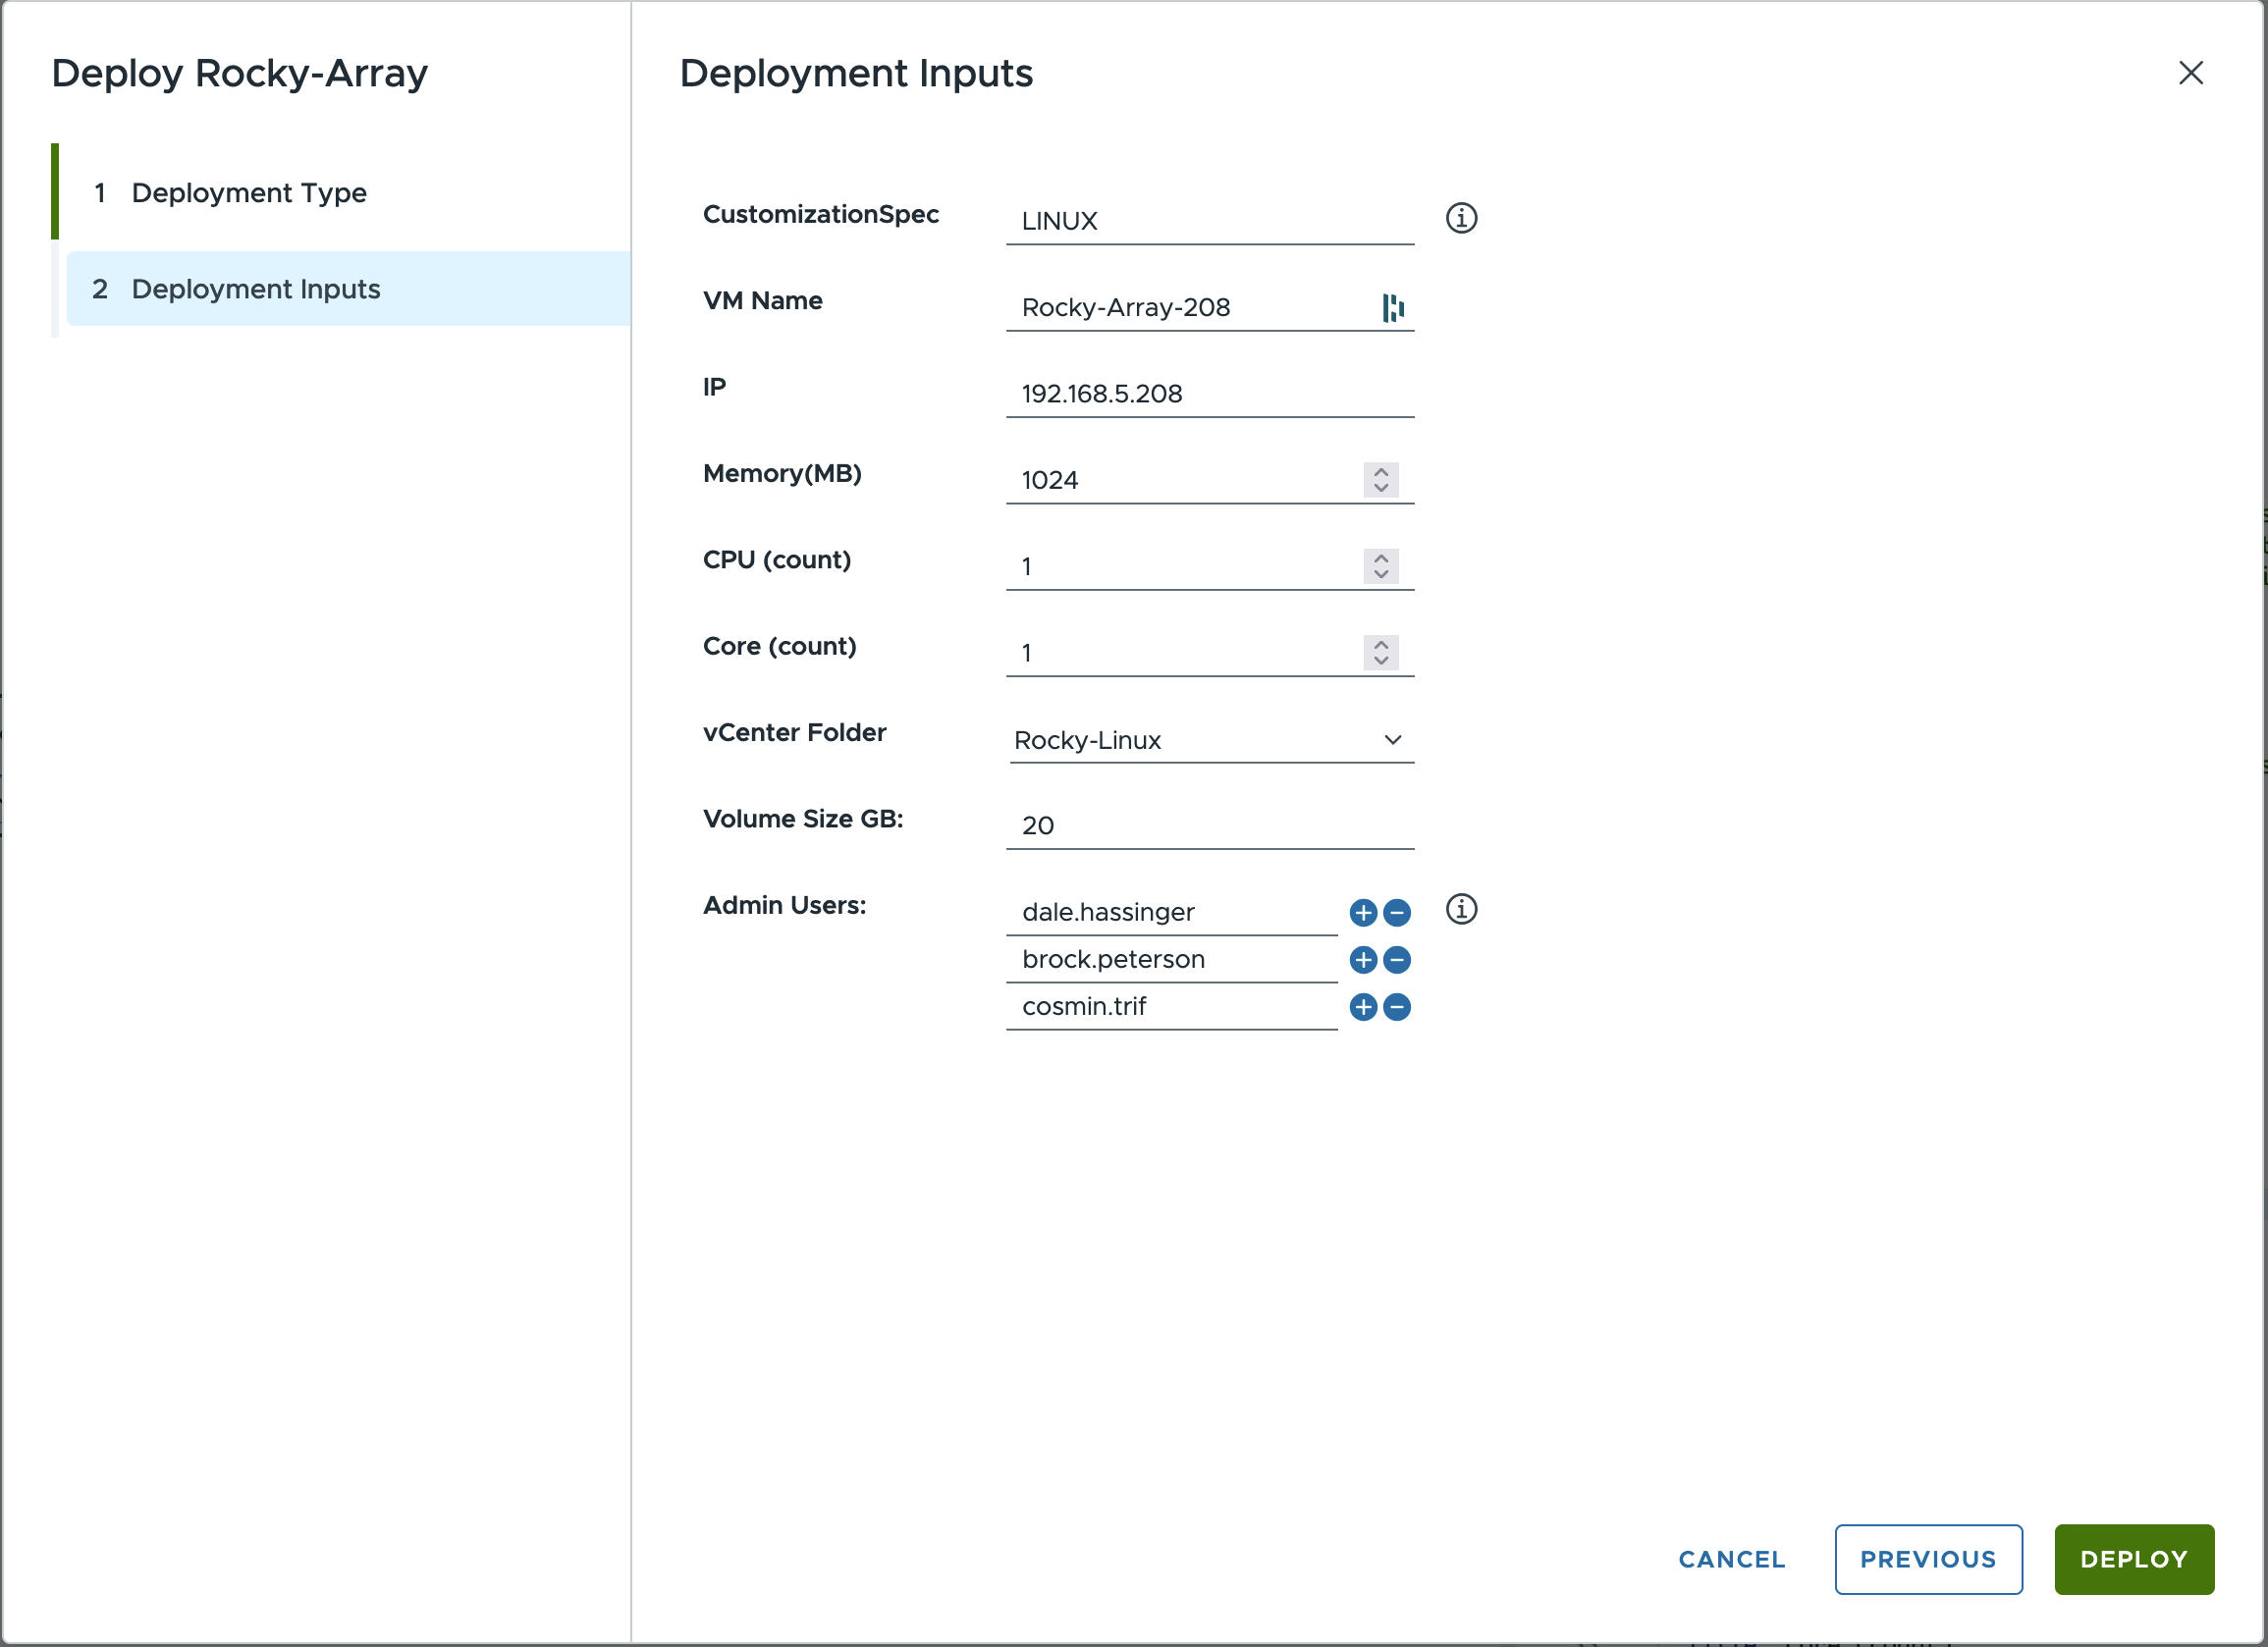 Deploy Rocky-Array
1 Deployment Type
2 Deployment Inputs
Deployment Inputs
CustomizationSpec LINUX
VM Name Rocky-Array-208
IP 192.168.5.208
Memory(MB) 1024
CPU (count) 1
Core (count) 1
vCenter Folder Rocky-Linux
Volume Size GB: 20
Admin Users: dale.hassinger
brock.peterson
cosmin.trif
CANCEL PREVIOUS DEPLOY